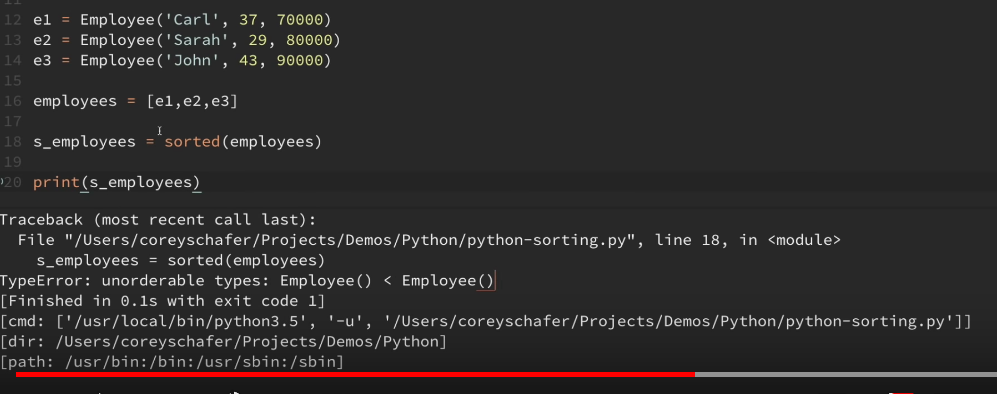 11
12 e1 = Employee('Carl', 37, 70000)
13 e2 = Employee('Sarah', 29, 80000)
14 e3 = Employee('John', 43, 90000)
15
16 employees = [e1,e2,e3]
17
18 s_employees = sorted(employees)
19
20 print(s_employees)
Traceback (most recent call last):
  File "/Users/coreyschafer/Projects/Demos/Python/python-sorting.py", line 18, in <module>
    s_employees = sorted(employees)
TypeError: unorderable types: Employee() < Employee()
[Finished in 0.1s with exit code 1]
[cmd: ['/usr/local/bin/python3.5', '-u', '/Users/coreyschafer/Projects/Demos/Python/python-sorting.py']]
[dir: /Users/coreyschafer/Projects/Demos/Python]
[path: /usr/bin:/bin:/usr/sbin:/sbin]